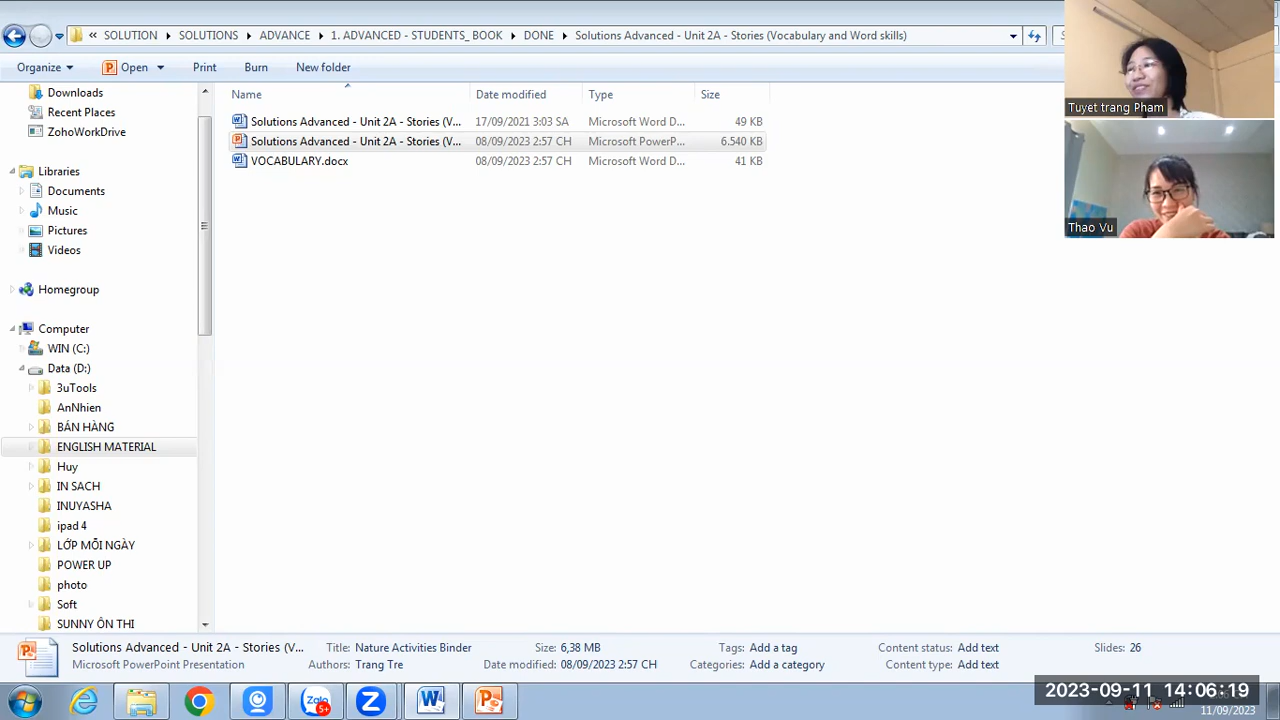 « SOLUTION SOLUTIONS ADVANCE 1. ADVANCED - STUDENTS_ BOOK DONE Solutions Advanced - Unit 2A - Stories (Vocabulary and Word skills)
Organize Open Print Burn New folder
Tuyet trang Pham
Thao Vu
Downloads
Recent Places
ZohoWorkDrive
Libraries
Documents
Music
Pictures
Videos
Homegroup
Computer
WIN (C:)
Data (D:)
3uTools
AnNhien
BÁN HÀNG
ENGLISH MATERIAL
Huy
IN SACH
INUYASHA
ipad 4
LỚP MỖI NGÀY
POWER UP
photo
Soft
SUNNY ÔN THI
Name Date modified Type Size
Solutions Advanced - Unit 2A - Stories (V... 17/09/2021 3:03 SA Microsoft Word D... 49 KB
Solutions Advanced - Unit 2A - Stories (V... 08/09/2023 2:57 CH Microsoft PowerP... 6.540 KB
VOCABULARY.docx 08/09/2023 2:57 CH Microsoft Word D... 41 KB
Solutions Advanced - Unit 2A - Stories (V... Title: Nature Activities Binder Size: 6,38 MB Tags: Add a tag Content status: Add text Slides: 26
Microsoft PowerPoint Presentation Authors: Trang Tre Date modified: 08/09/2023 2:57 CH Categories: Add a category Content type: Add text
Zalo 5+
2023-09-11 14:06:19
11/09/2023